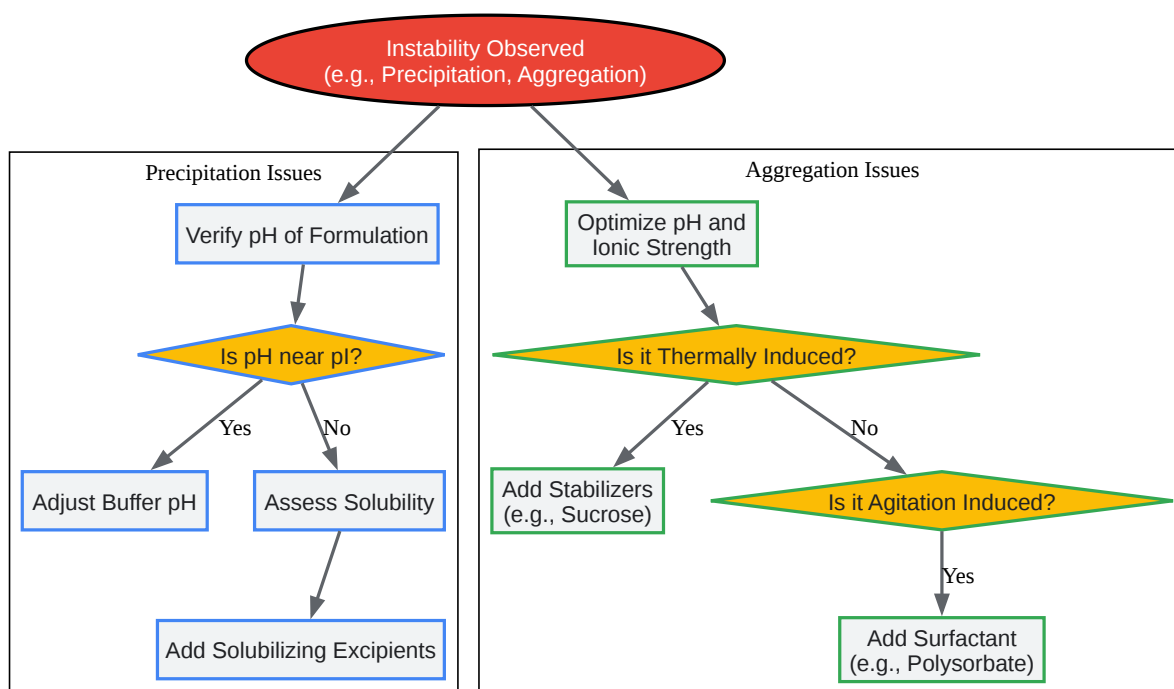 Instability Observed
(e.g., Precipitation, Aggregation)
Precipitation Issues
Verify pH of Formulation
Is pH near pI?
Yes
No
Adjust Buffer pH
Assess Solubility
Add Solubilizing Excipients
Aggregation Issues
Optimize pH and
Ionic Strength
Is it Thermally Induced?
Yes
No
Add Stabilizers
(e.g., Sucrose)
Is it Agitation Induced?
Yes
Add Surfactant
(e.g., Polysorbate)